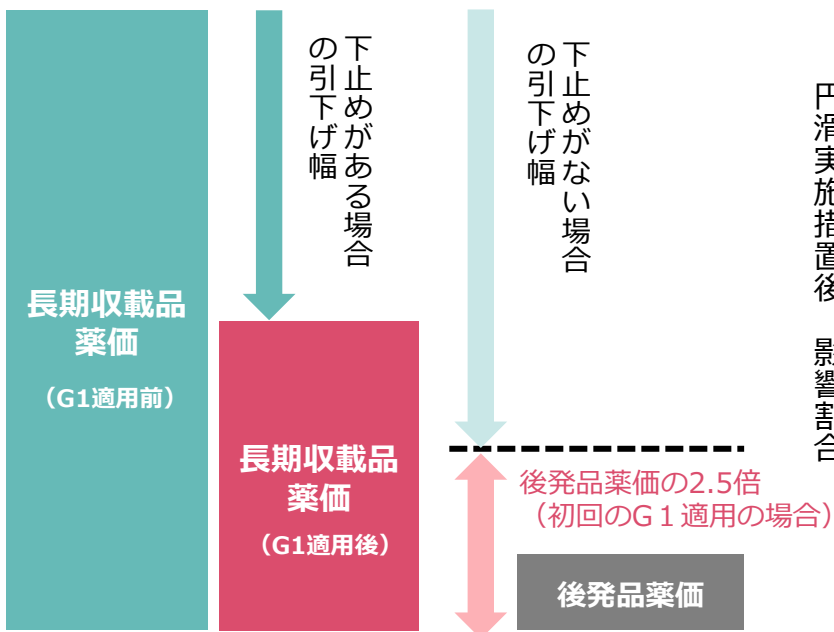 長期収載品
薬価
（G1適用前）
下止めがある場合
の引下げ幅
長期収載品
薬価
（G1適用後）
下止めがない場合
の引下げ幅
後発品薬価の2.5倍
（初回のG１適用の場合）
後発品薬価
円滑実施措置後　影響割合